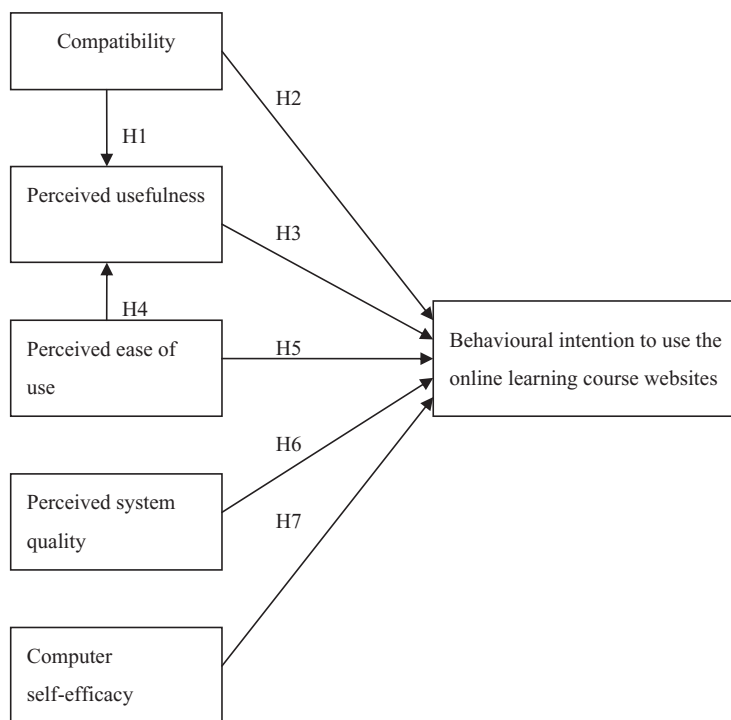 Compatibility
H2
H1
Perceived usefulness
H3
H4
Perceived ease of
use
H5
Behavioural intention to use the
online learning course websites
H6
Perceived system
quality
H7
Computer
self-efficacy